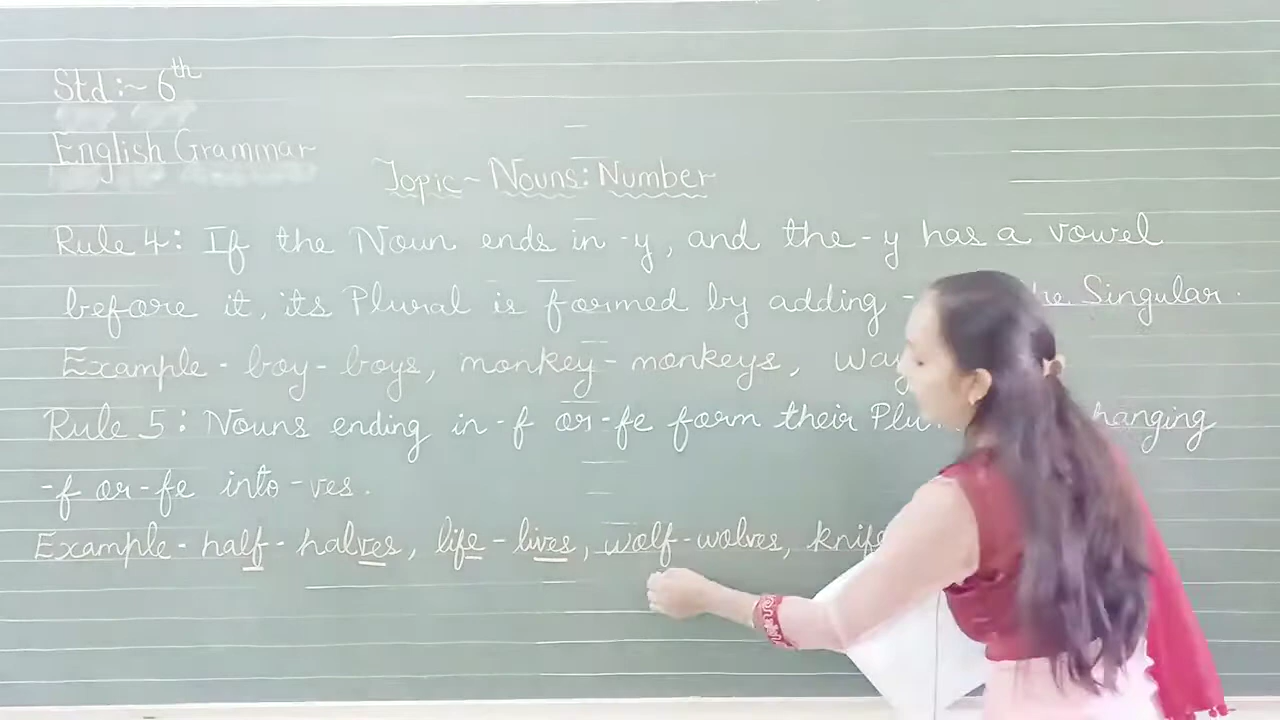 Std :~ 6th
English Grammar
Topic ~ Nouns: Number
Rule 4: If the Noun ends in -y, and the -y has a vowel
before it, its Plural is formed by adding - Singular.
Example - boy - boys, monkey - monkeys,
Rule 5: Nouns ending in -f or -fe form their
-f or -fe into -ves.
Example - half - halves, life - lives, wolf - wolves,